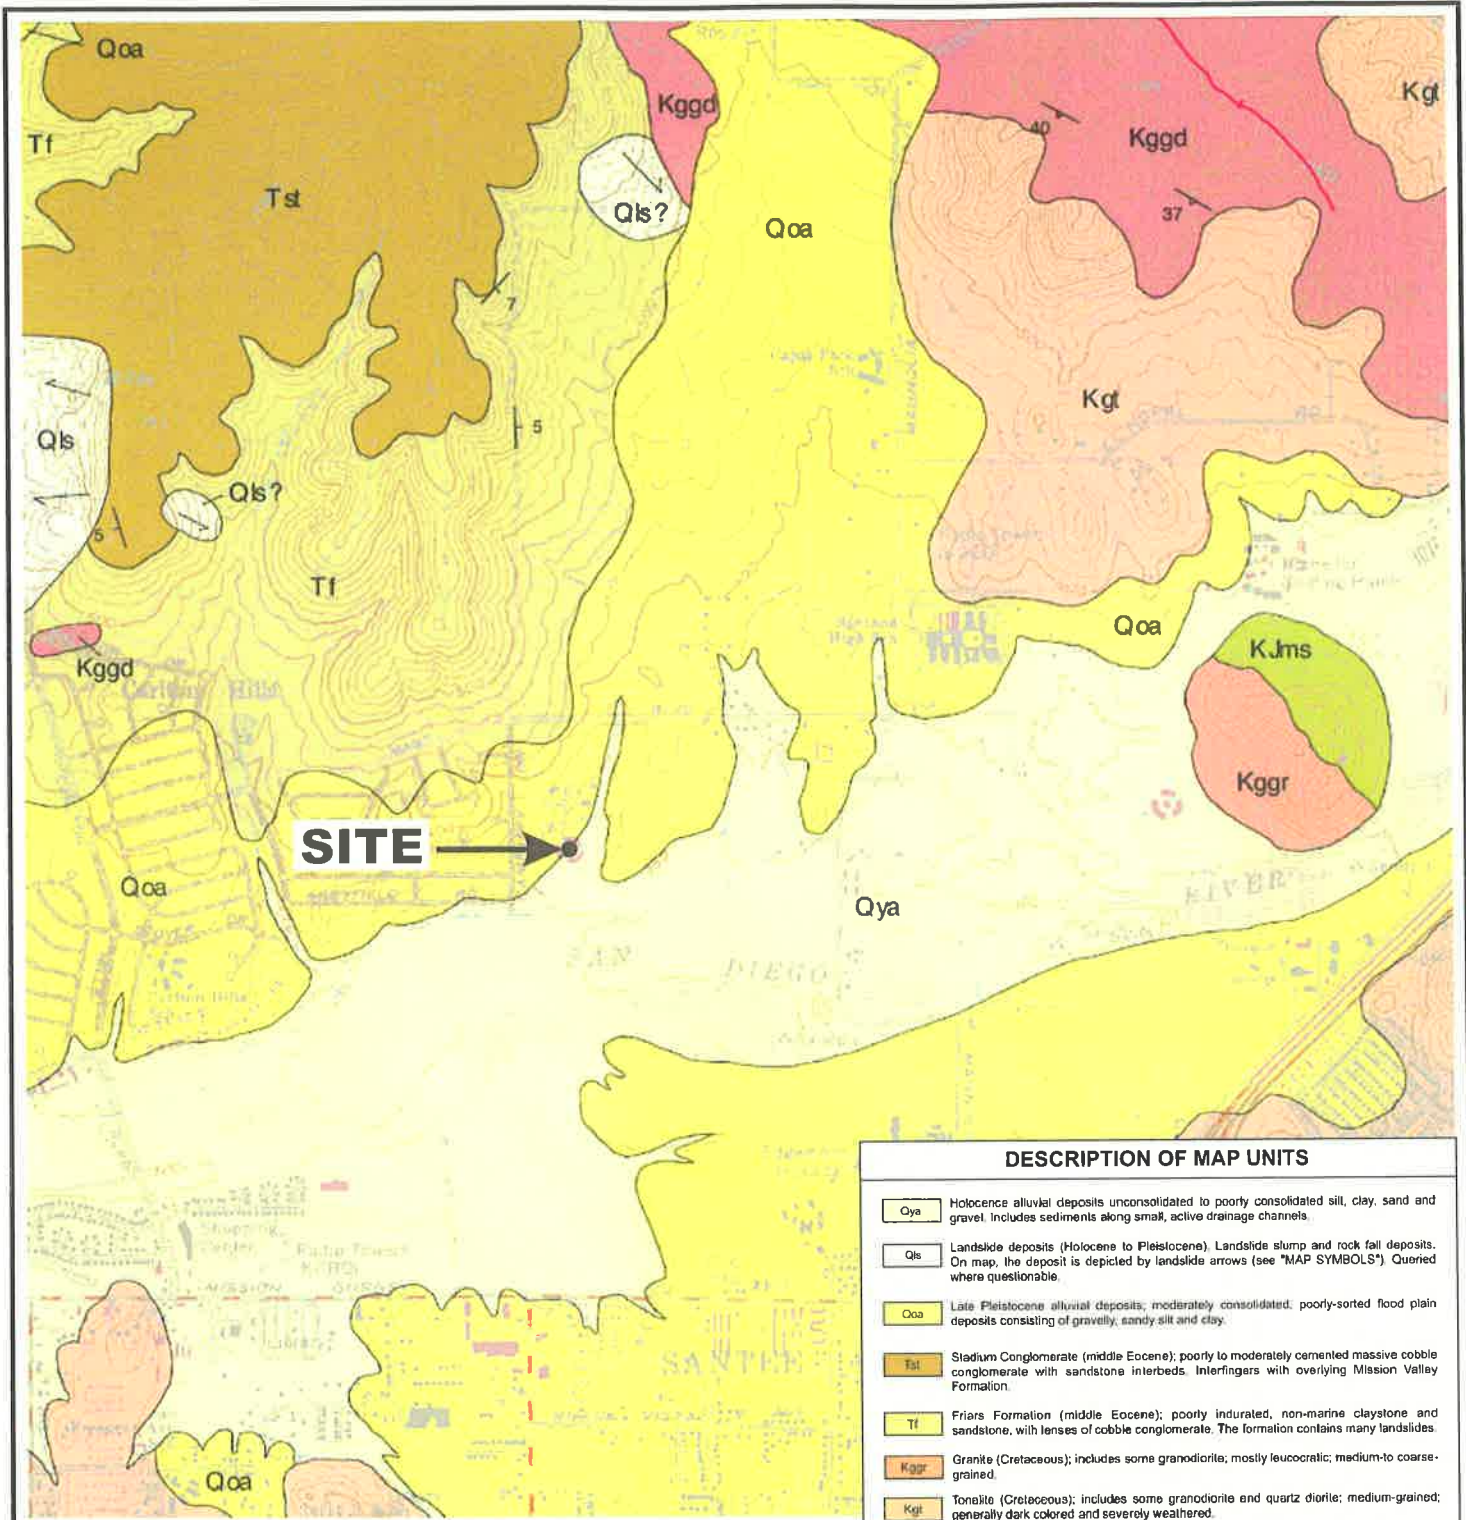 Qoa
Kggd
Kgt
Tf
40
Kggd
Tst
Qls?
37
Qoa
7
Kgt
5
Qls
Qls?
5
Tf
Qoa
KJms
Kggd
Carlton Hills
Kggr
SITE
Qoa
Qya
RIVER
SAN DIEGO
MISSION GORGE
SANTEE
Qoa
DESCRIPTION OF MAP UNITS
Qya
Holocence alluvial deposits unconsolidated to poorly consolidated silt, clay, sand and
gravel. Includes sediments along small, active drainage channels.
Qls
Landslide deposits (Holocene to Pleistocene). Landslide slump and rock fall deposits.
On map, the deposit is depicted by landslide arrows (see "MAP SYMBOLS"). Queried
where questionable.
Qoa
Late Pleistocene alluvial deposits; moderately consolidated; poorly-sorted flood plain
deposits consisting of gravelly, sandy silt and clay.
Tst
Stadium Conglomerate (middle Eocene); poorly to moderately cemented massive cobble
conglomerate with sandstone interbeds. Interfingers with overlying Mission Valley
Formation.
Tf
Friars Formation (middle Eocene); poorly indurated, non-marine claystone and
sandstone, with lenses of cobble conglomerate. The formation contains many landslides.
Kggr
Granite (Cretaceous); includes some granodiorite; mostly leucocratic; medium-to coarse-
grained.
Kgt
Tonalite (Cretaceous); includes some granodiorite and quartz diorite; medium-grained;
generally dark colored and severely weathered.